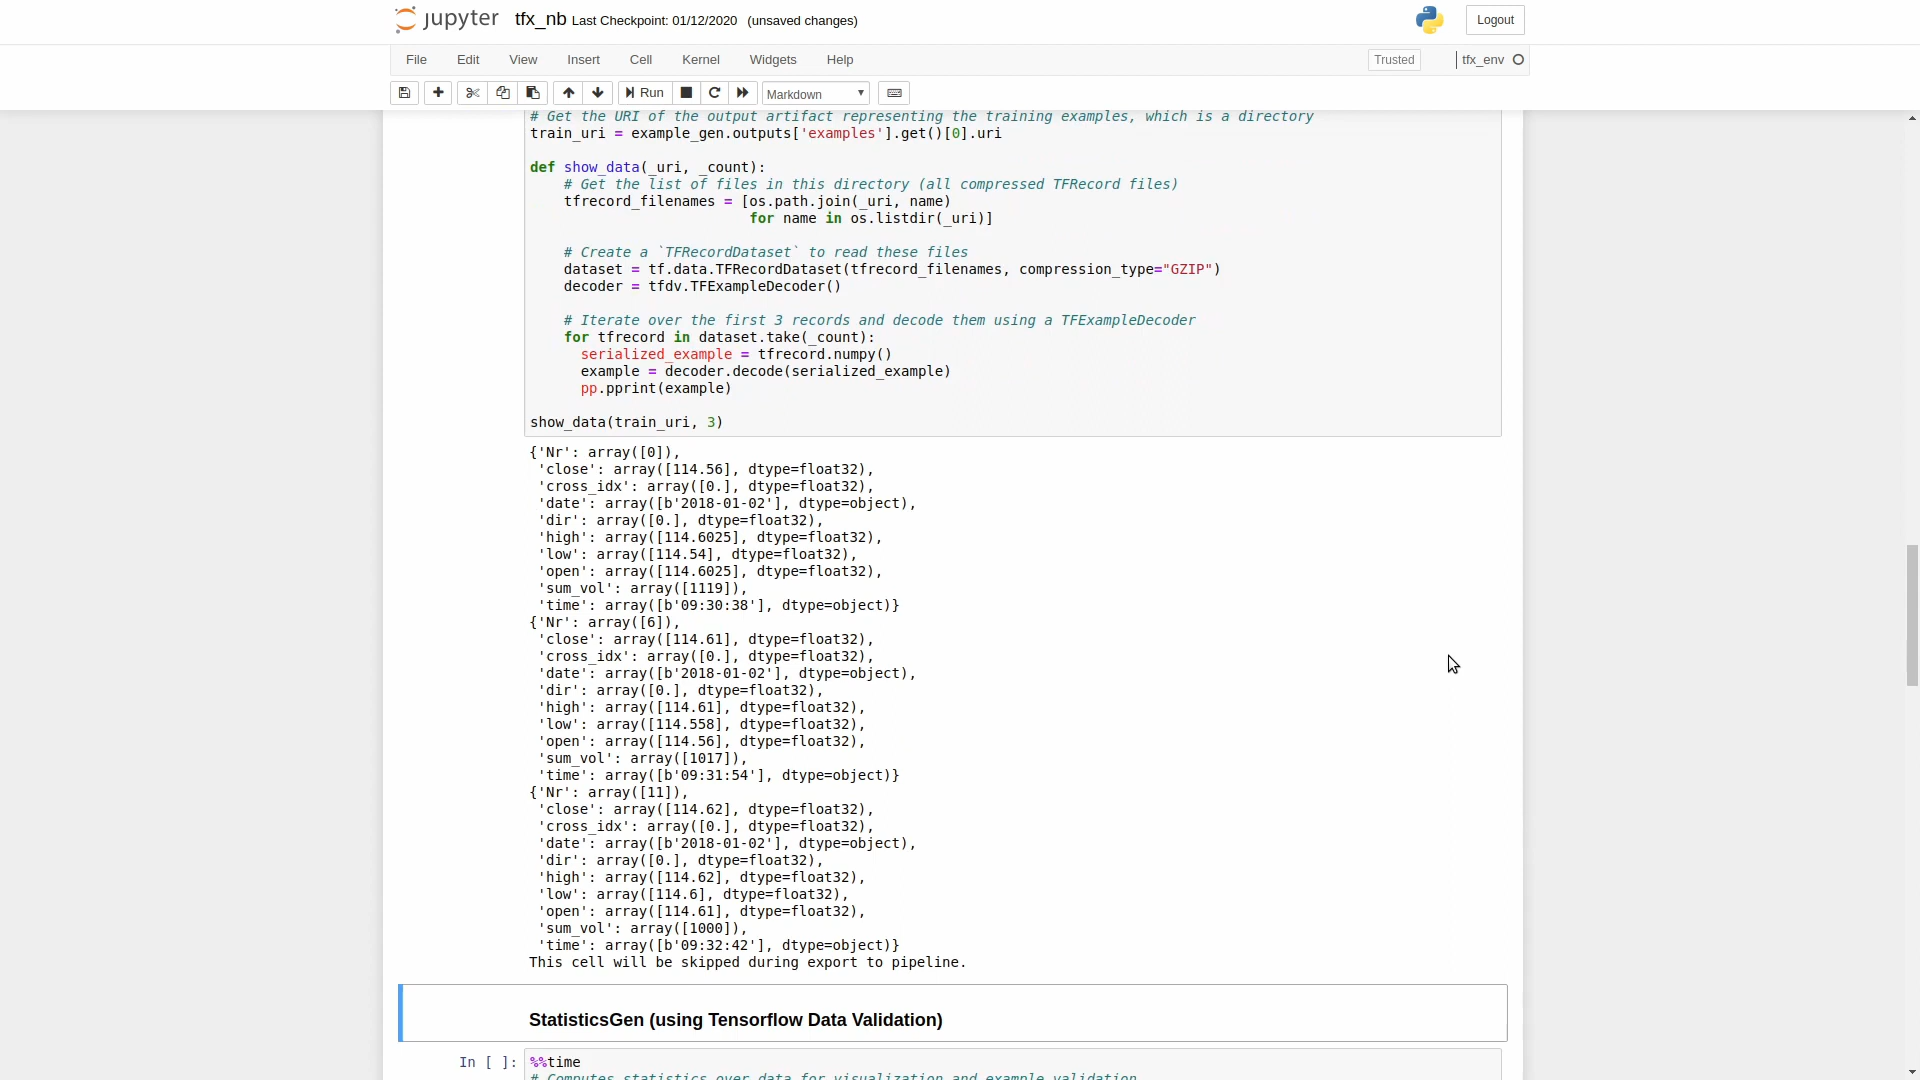 jupyter tfx_nb Last Checkpoint: 01/12/2020 (unsaved changes) Logout
File Edit View Insert Cell Kernel Widgets Help Trusted tfx_env
Run Markdown
# Get the URI of the output artifact representing the training examples, which is a directory
train_uri = example_gen.outputs['examples'].get()[0].uri
def show_data(_uri, _count):
# Get the list of files in this directory (all compressed TFRecord files)
tfrecord_filenames = [os.path.join(_uri, name)
for name in os.listdir(_uri)]
# Create a `TFRecordDataset` to read these files
dataset = tf.data.TFRecordDataset(tfrecord_filenames, compression_type="GZIP")
decoder = tfdv.TFExampleDecoder()
# Iterate over the first 3 records and decode them using a TFExampleDecoder
for tfrecord in dataset.take(_count):
serialized_example = tfrecord.numpy()
example = decoder.decode(serialized_example)
pp.pprint(example)
show_data(train_uri, 3)
{'Nr': array([0]),
'close': array([114.56], dtype=float32),
'cross_idx': array([0.], dtype=float32),
'date': array([b'2018-01-02'], dtype=object),
'dir': array([0.], dtype=float32),
'high': array([114.6025], dtype=float32),
'low': array([114.54], dtype=float32),
'open': array([114.6025], dtype=float32),
'sum_vol': array([1119]),
'time': array([b'09:30:38'], dtype=object)}
{'Nr': array([6]),
'close': array([114.61], dtype=float32),
'cross_idx': array([0.], dtype=float32),
'date': array([b'2018-01-02'], dtype=object),
'dir': array([0.], dtype=float32),
'high': array([114.61], dtype=float32),
'low': array([114.558], dtype=float32),
'open': array([114.56], dtype=float32),
'sum_vol': array([1017]),
'time': array([b'09:31:54'], dtype=object)}
{'Nr': array([11]),
'close': array([114.62], dtype=float32),
'cross_idx': array([0.], dtype=float32),
'date': array([b'2018-01-02'], dtype=object),
'dir': array([0.], dtype=float32),
'high': array([114.62], dtype=float32),
'low': array([114.6], dtype=float32),
'open': array([114.61], dtype=float32),
'sum_vol': array([1000]),
'time': array([b'09:32:42'], dtype=object)}
This cell will be skipped during export to pipeline.
StatisticsGen (using Tensorflow Data Validation)
In [ ]: %%time
# Computes statistics over data for visualization and example validation.